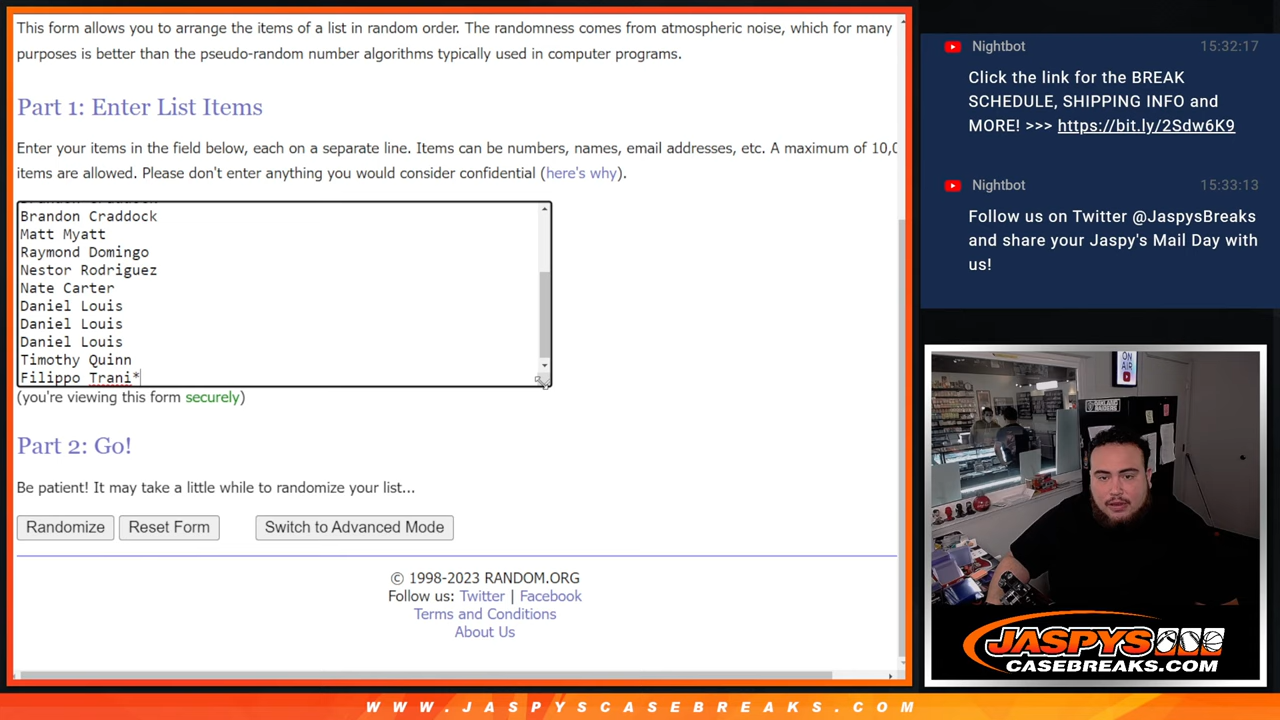 This form allows you to arrange the items of a list in random order. The randomness comes from atmospheric noise, which for many
purposes is better than the pseudo-random number algorithms typically used in computer programs.
Part 1: Enter List Items
Enter your items in the field below, each on a separate line. Items can be numbers, names, email addresses, etc. A maximum of 10,0
items are allowed. Please don't enter anything you would consider confidential (here's why).
Brandon Craddock
Matt Myatt
Raymond Domingo
Nestor Rodriguez
Nate Carter
Daniel Louis
Daniel Louis
Daniel Louis
Timothy Quinn
Filippo Trani*
(you're viewing this form securely)
Part 2: Go!
Be patient! It may take a little while to randomize your list...
Randomize Reset Form Switch to Advanced Mode
© 1998-2023 RANDOM.ORG
Follow us: Twitter | Facebook
Terms and Conditions
About Us
Nightbot 15:32:17
Click the link for the BREAK
SCHEDULE, SHIPPING INFO and
MORE! >>> https://bit.ly/2Sdw6K9
Nightbot 15:33:13
Follow us on Twitter @JaspysBreaks
and share your Jaspy's Mail Day with
us!
ON
AIR
JASPYS
CASEBREAKS.COM
WWW.JASPYSCASEBREAKS.COM